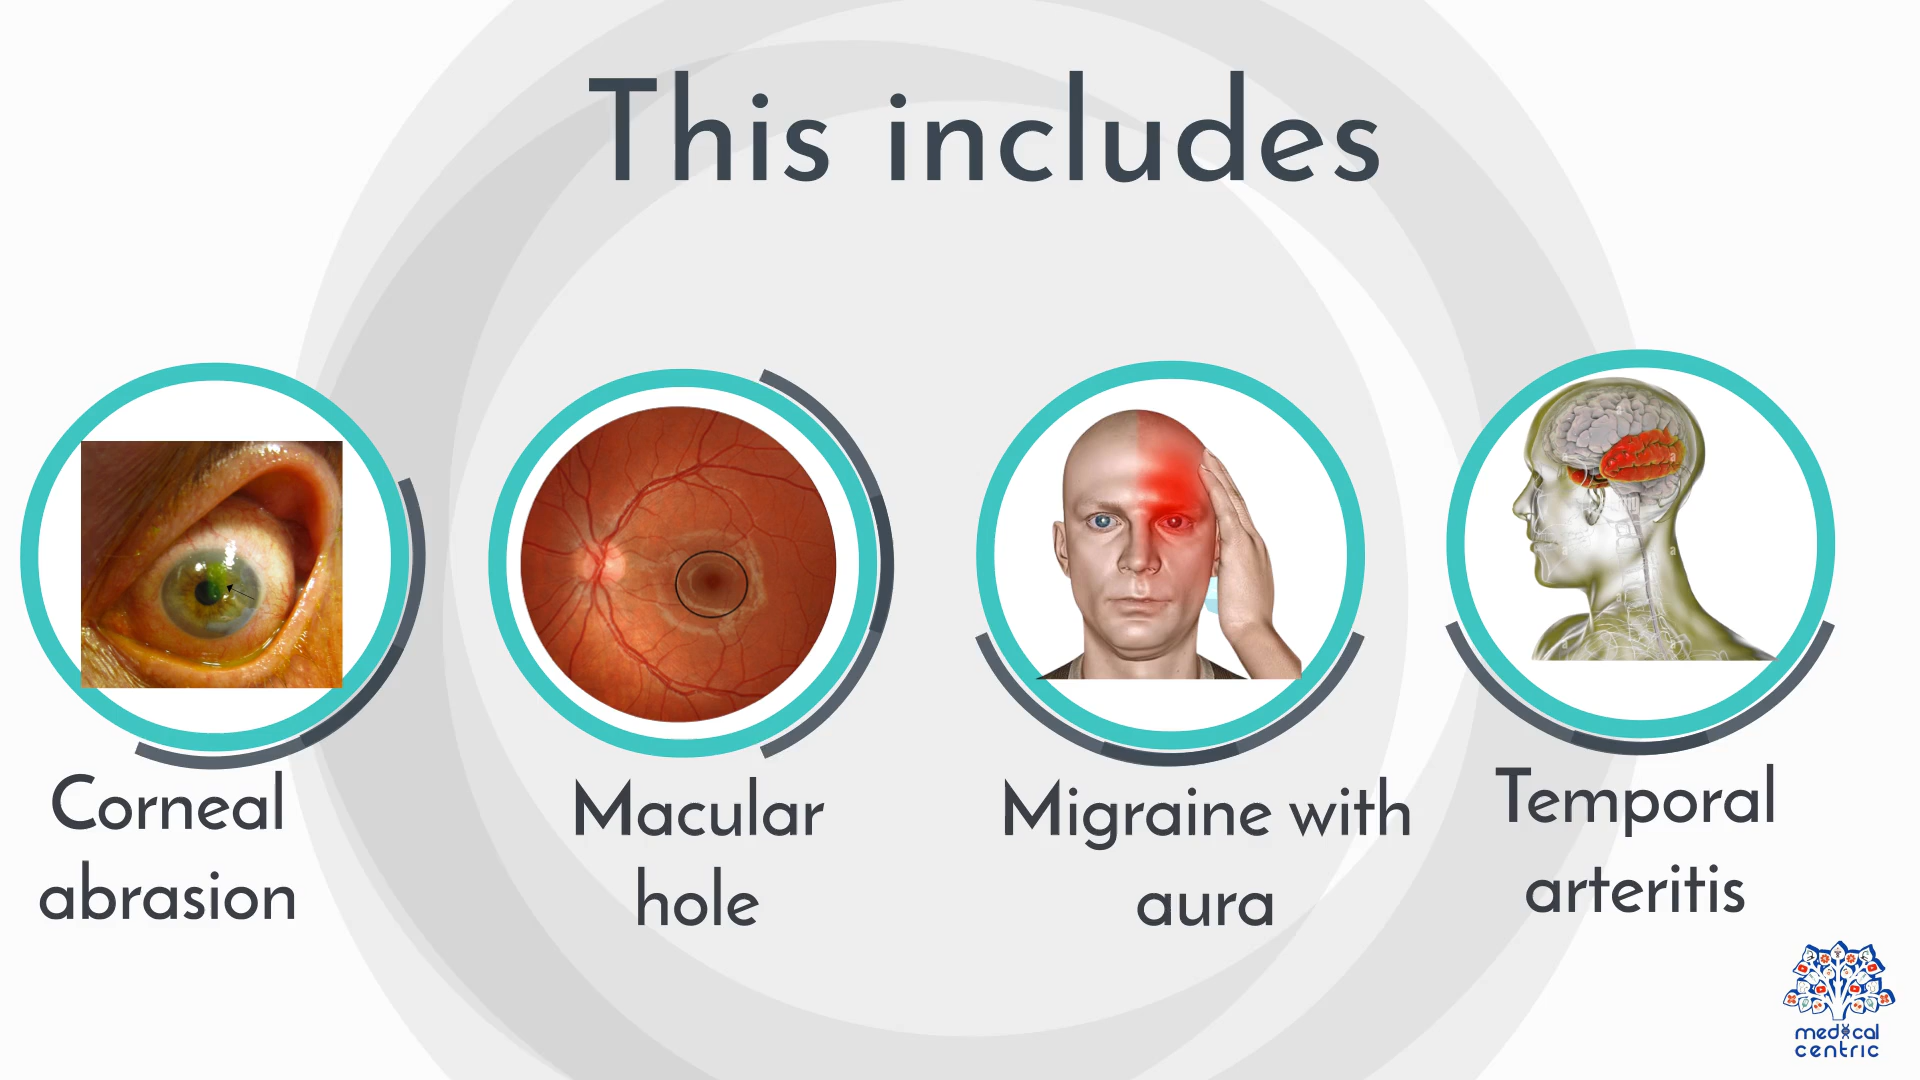 This includes
Corneal
abrasion
Macular
hole
Migraine with
aura
Temporal
arteritis
medical
centric